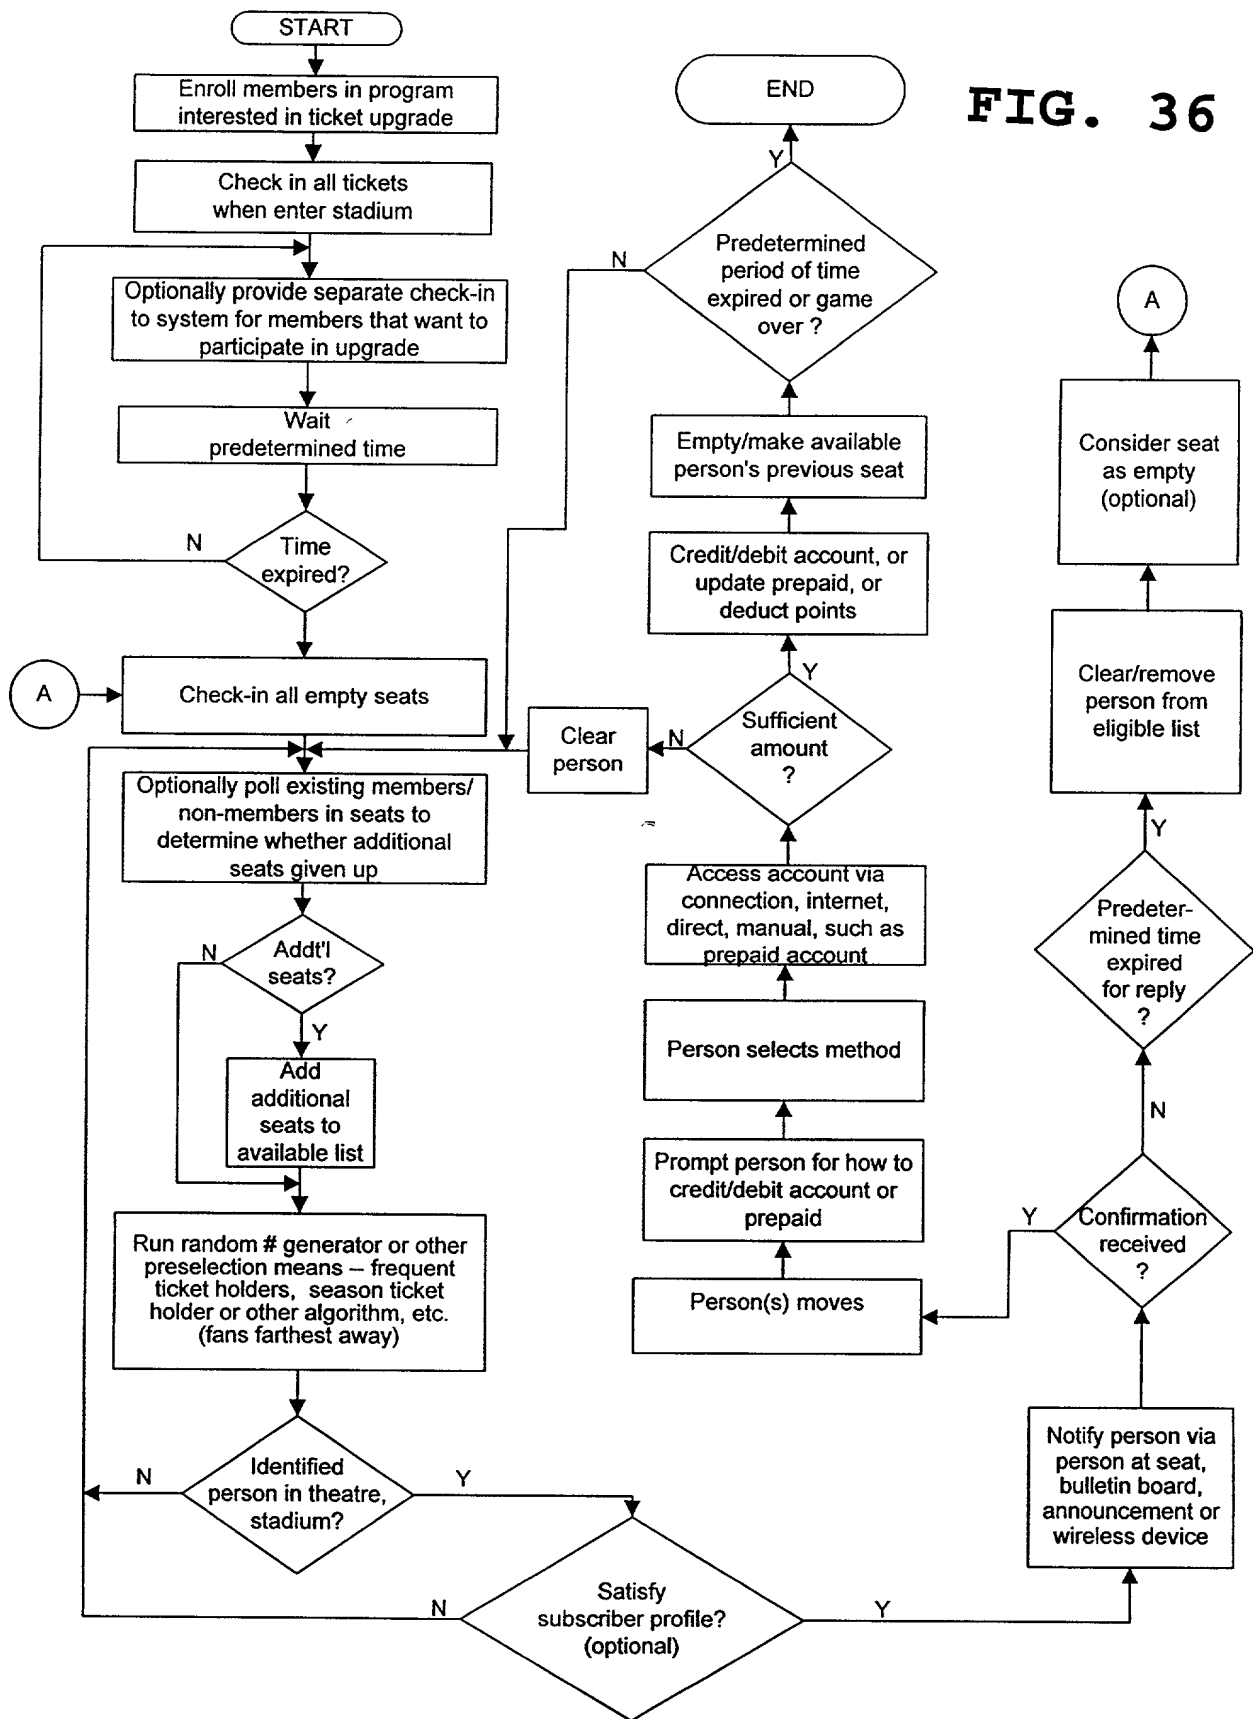 START
Enroll members in program
interested in ticket upgrade
Check in all tickets
when enter stadium
Optionally provide separate check-in
to system for members that want to
participate in upgrade
Wait
predetermined time
N
Time
expired?
A
Check-in all empty seats
Optionally poll existing members/
non-members in seats to
determine whether additional
seats given up
N
Addt'l
seats?
Y
Add
additional
seats to
available list
Run random # generator or other
preselection means – frequent
ticket holders, season ticket
holder or other algorithm, etc.
(fans farthest away)
N
Identified
person in theatre,
stadium?
Y
N
Satisfy
subscriber profile?
(optional)
Y
END
Y
N
Predetermined
period of time
expired or game
over ?
Empty/make available
person's previous seat
Credit/debit account, or
update prepaid, or
deduct points
Y
Clear
person
N
Sufficient
amount
?
Access account via
connection, internet,
direct, manual, such as
prepaid account
Person selects method
Prompt person for how to
credit/debit account or
prepaid
Person(s) moves
FIG. 36
A
Consider seat
as empty
(optional)
Clear/remove
person from
eligible list
Y
Predeter-
mined time
expired
for reply
?
N
Y
Confirmation
received
?
Notify person via
person at seat,
bulletin board,
announcement or
wireless device